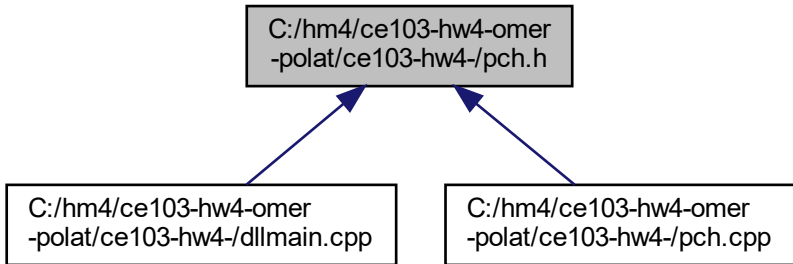 C:/hm4/ce103-hw4-omer
-polat/ce103-hw4-/pch.h
C:/hm4/ce103-hw4-omer
-polat/ce103-hw4-/dllmain.cpp
C:/hm4/ce103-hw4-omer
-polat/ce103-hw4-/pch.cpp